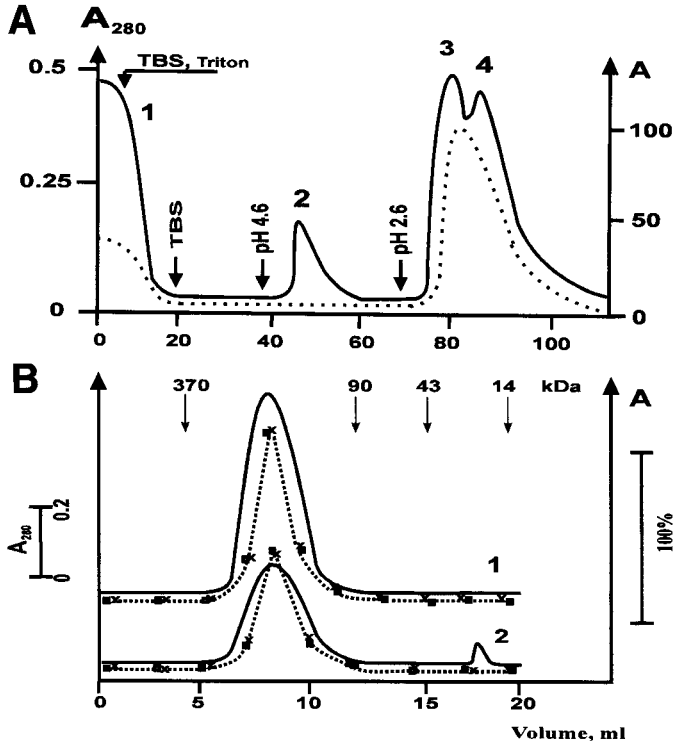 A
A280
TBS, Triton
3
4
A
0.5
1
100
0.25
2
TBS
pH 4.6
pH 2.6
50
0
0
0 20 40 60 80 100
B
370 90 43 14 kDa
A
A280
0.2
0
100%
1
2
0 5 10 15 20
Volume, ml